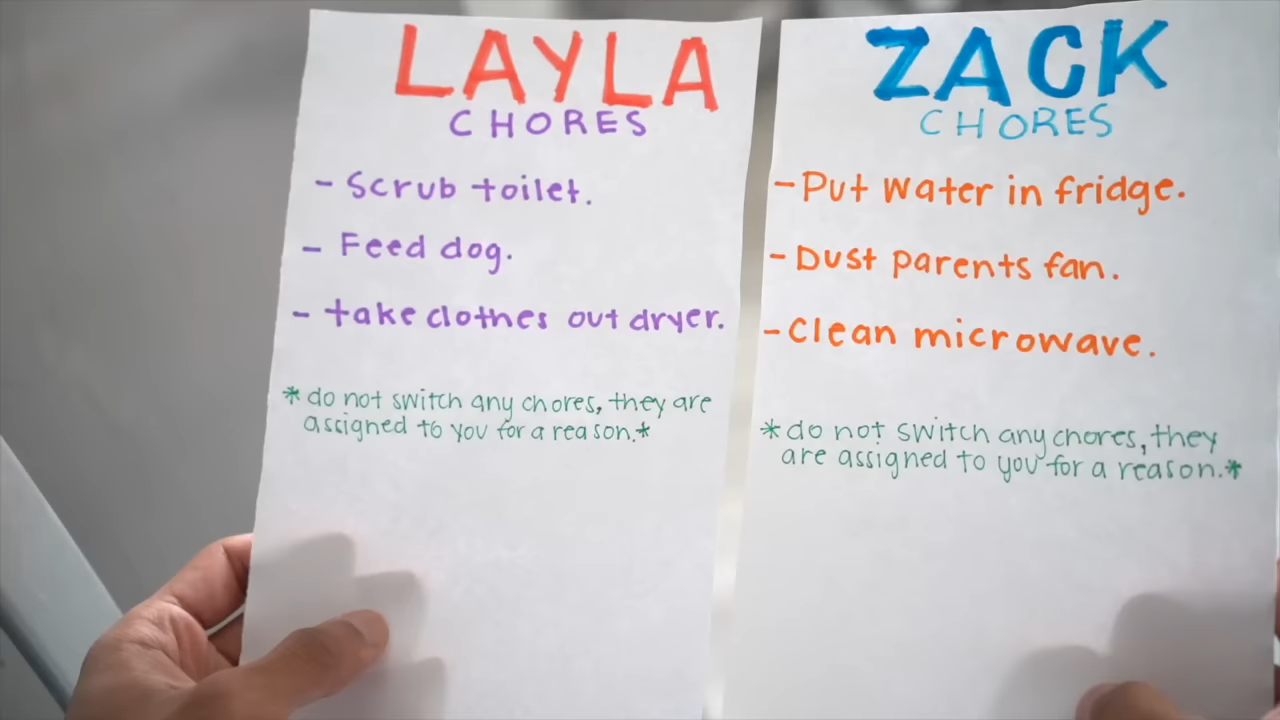 LAYLA
CHORES
- Scrub toilet.
- Feed dog.
- take clothes out dryer.
* do not switch any chores, they are
assigned to you for a reason.*
ZACK
CHORES
- Put water in fridge.
- Dust parents fan.
- Clean microwave.
* do not switch any chores, they
are assigned to you for a reason.*